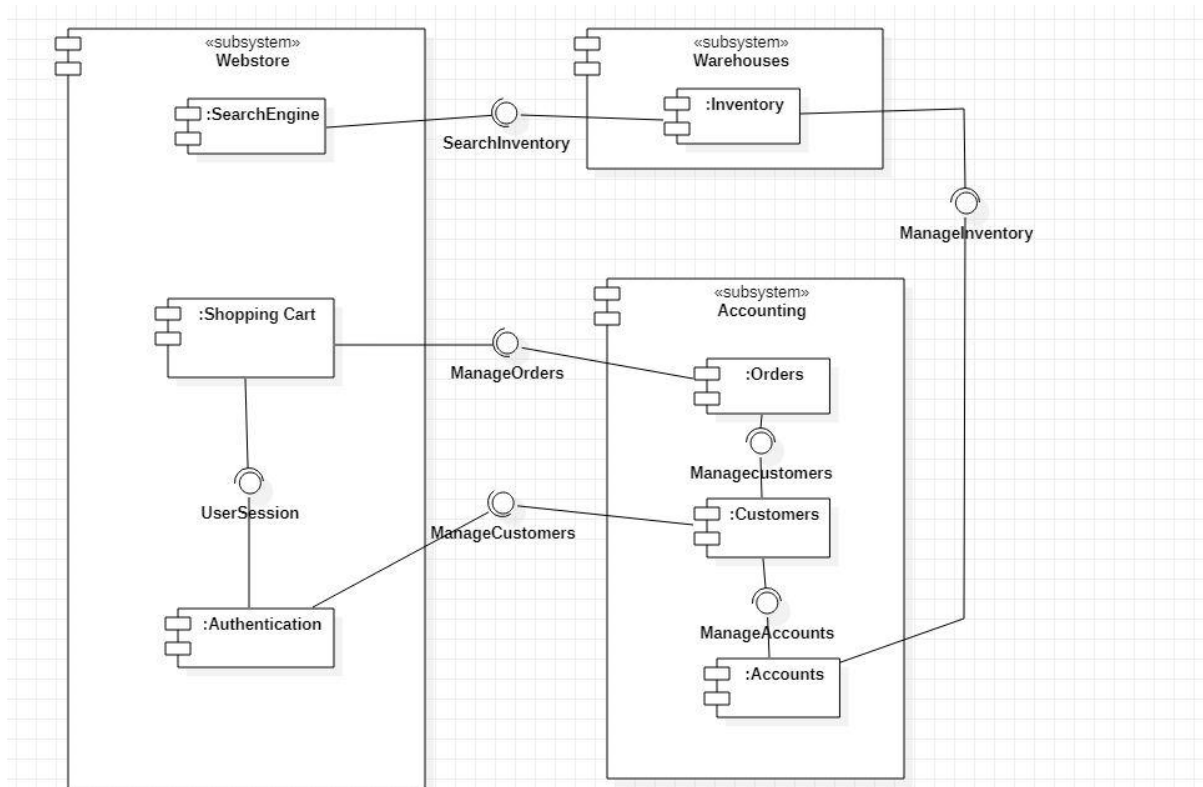 «subsystem»
Webstore
«subsystem»
Warehouses
:SearchEngine
:Inventory
SearchInventory
ManageInventory
«subsystem»
Accounting
:Shopping Cart
ManageOrders
:Orders
Managecustomers
UserSession
ManageCustomers
:Customers
:Authentication
ManageAccounts
:Accounts